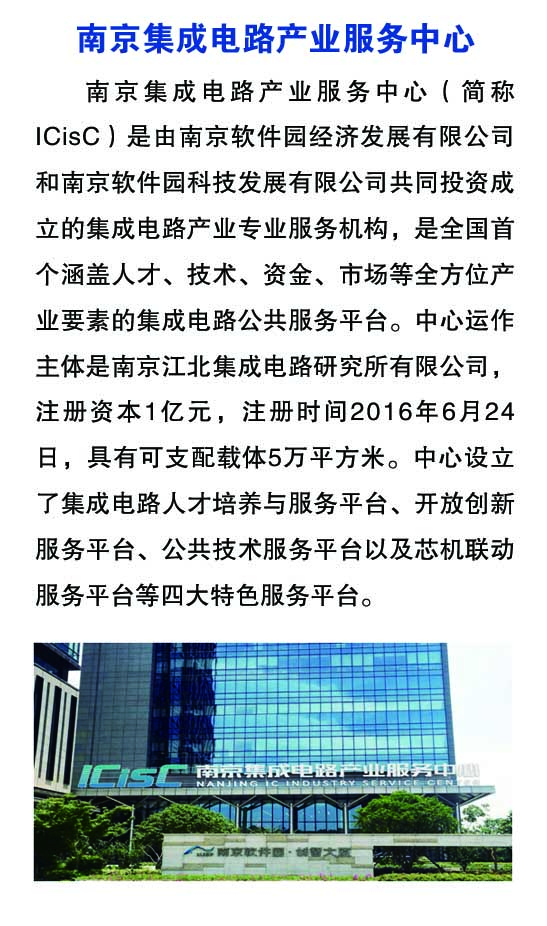 南京集成电路产业服务中心
南京集成电路产业服务中心（简称
ICisC）是由南京软件园经济发展有限公司
和南京软件园科技发展有限公司共同投资成
立的集成电路产业专业服务机构，是全国首
个涵盖人才、技术、资金、市场等全方位产
业要素的集成电路公共服务平台。中心运作
主体是南京江北集成电路研究所有限公司，
注册资本1亿元，注册时间2016年6月24
日，具有可支配载体5万平方米。中心设立
了集成电路人才培养与服务平台、开放创新
服务平台、公共技术服务平台以及芯机联动
服务平台等四大特色服务平台。
ICisC 南京集成电路产业服务中心
NANJING IC INDUSTRY SERVICE CENTER
南京软件园·创智大厦